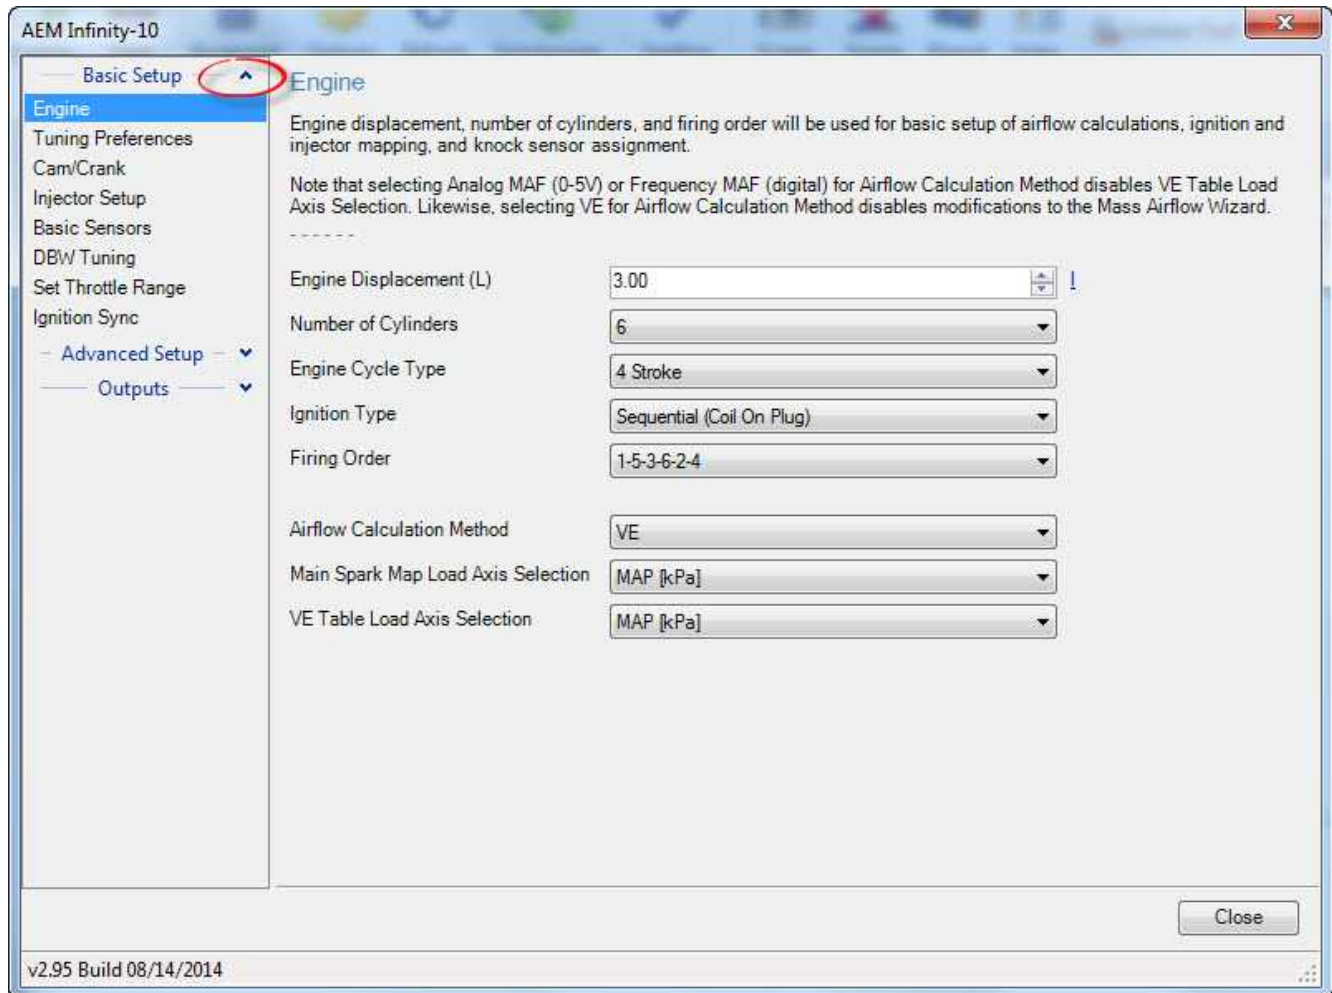 AEM Infinity-10
Basic Setup
Engine
Tuning Preferences
Cam/Crank
Injector Setup
Basic Sensors
DBW Tuning
Set Throttle Range
Ignition Sync
Advanced Setup
Outputs
Engine
Engine displacement, number of cylinders, and firing order will be used for basic setup of airflow calculations, ignition and
injector mapping, and knock sensor assignment.
Note that selecting Analog MAF (0-5V) or Frequency MAF (digital) for Airflow Calculation Method disables VE Table Load
Axis Selection. Likewise, selecting VE for Airflow Calculation Method disables modifications to the Mass Airflow Wizard.
- - - - - -
Engine Displacement (L) 3.00 l
Number of Cylinders 6
Engine Cycle Type 4 Stroke
Ignition Type Sequential (Coil On Plug)
Firing Order 1-5-3-6-2-4
Airflow Calculation Method VE
Main Spark Map Load Axis Selection MAP [kPa]
VE Table Load Axis Selection MAP [kPa]
Close
v2.95 Build 08/14/2014